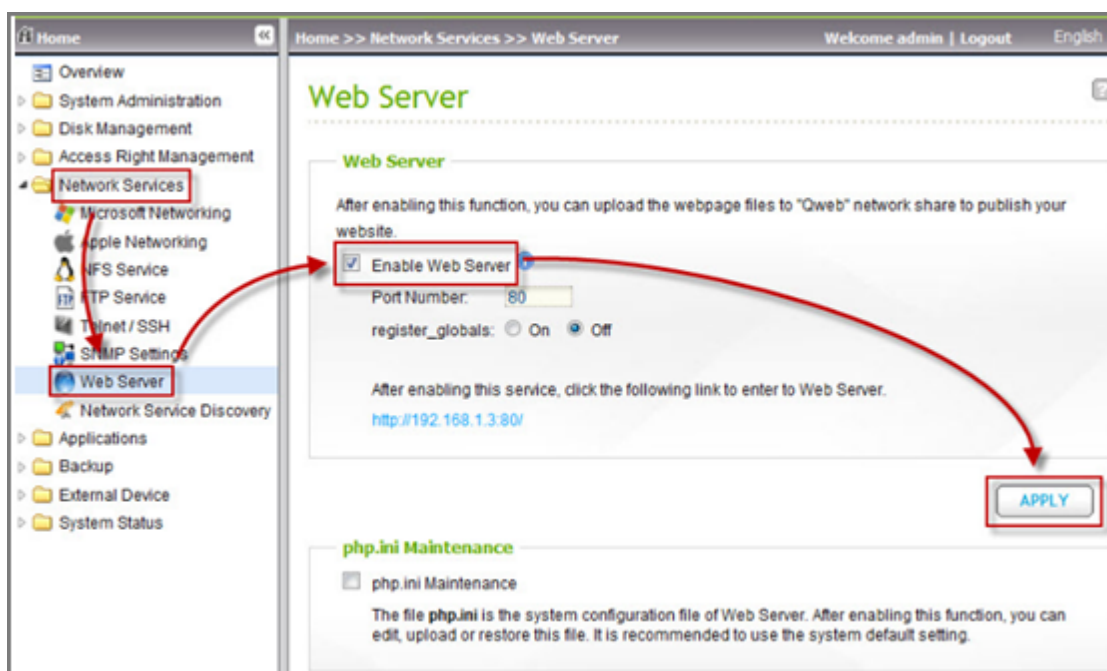 Home
Home >> Network Services >> Web Server
Welcome admin | Logout
English
Overview
System Administration
Disk Management
Access Right Management
Network Services
Microsoft Networking
Apple Networking
NFS Service
FTP Service
Telnet / SSH
SNMP Settings
Web Server
Network Service Discovery
Applications
Backup
External Device
System Status
Web Server
Web Server
After enabling this function, you can upload the webpage files to "Qweb" network share to publish your
website.
Enable Web Server
Port Number: 80
register_globals: On Off
After enabling this service, click the following link to enter to Web Server.
http://192.168.1.3:80/
APPLY
php.ini Maintenance
php.ini Maintenance
The file php.ini is the system configuration file of Web Server. After enabling this function, you can
edit, upload or restore this file. It is recommended to use the system default setting.